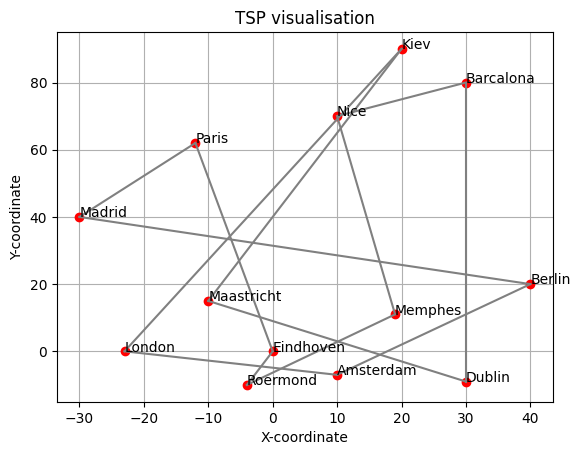 TSP visualisation
Kiev
Barcalona
80
Nice
Paris
60
Y-coordinate
Madrid
40
Berlin
20
Maastricht
Memphes
London
Eindhoven
0
Amsterdam
Roermond
Dublin
−30 −20 −10 0 10 20 30 40
X-coordinate